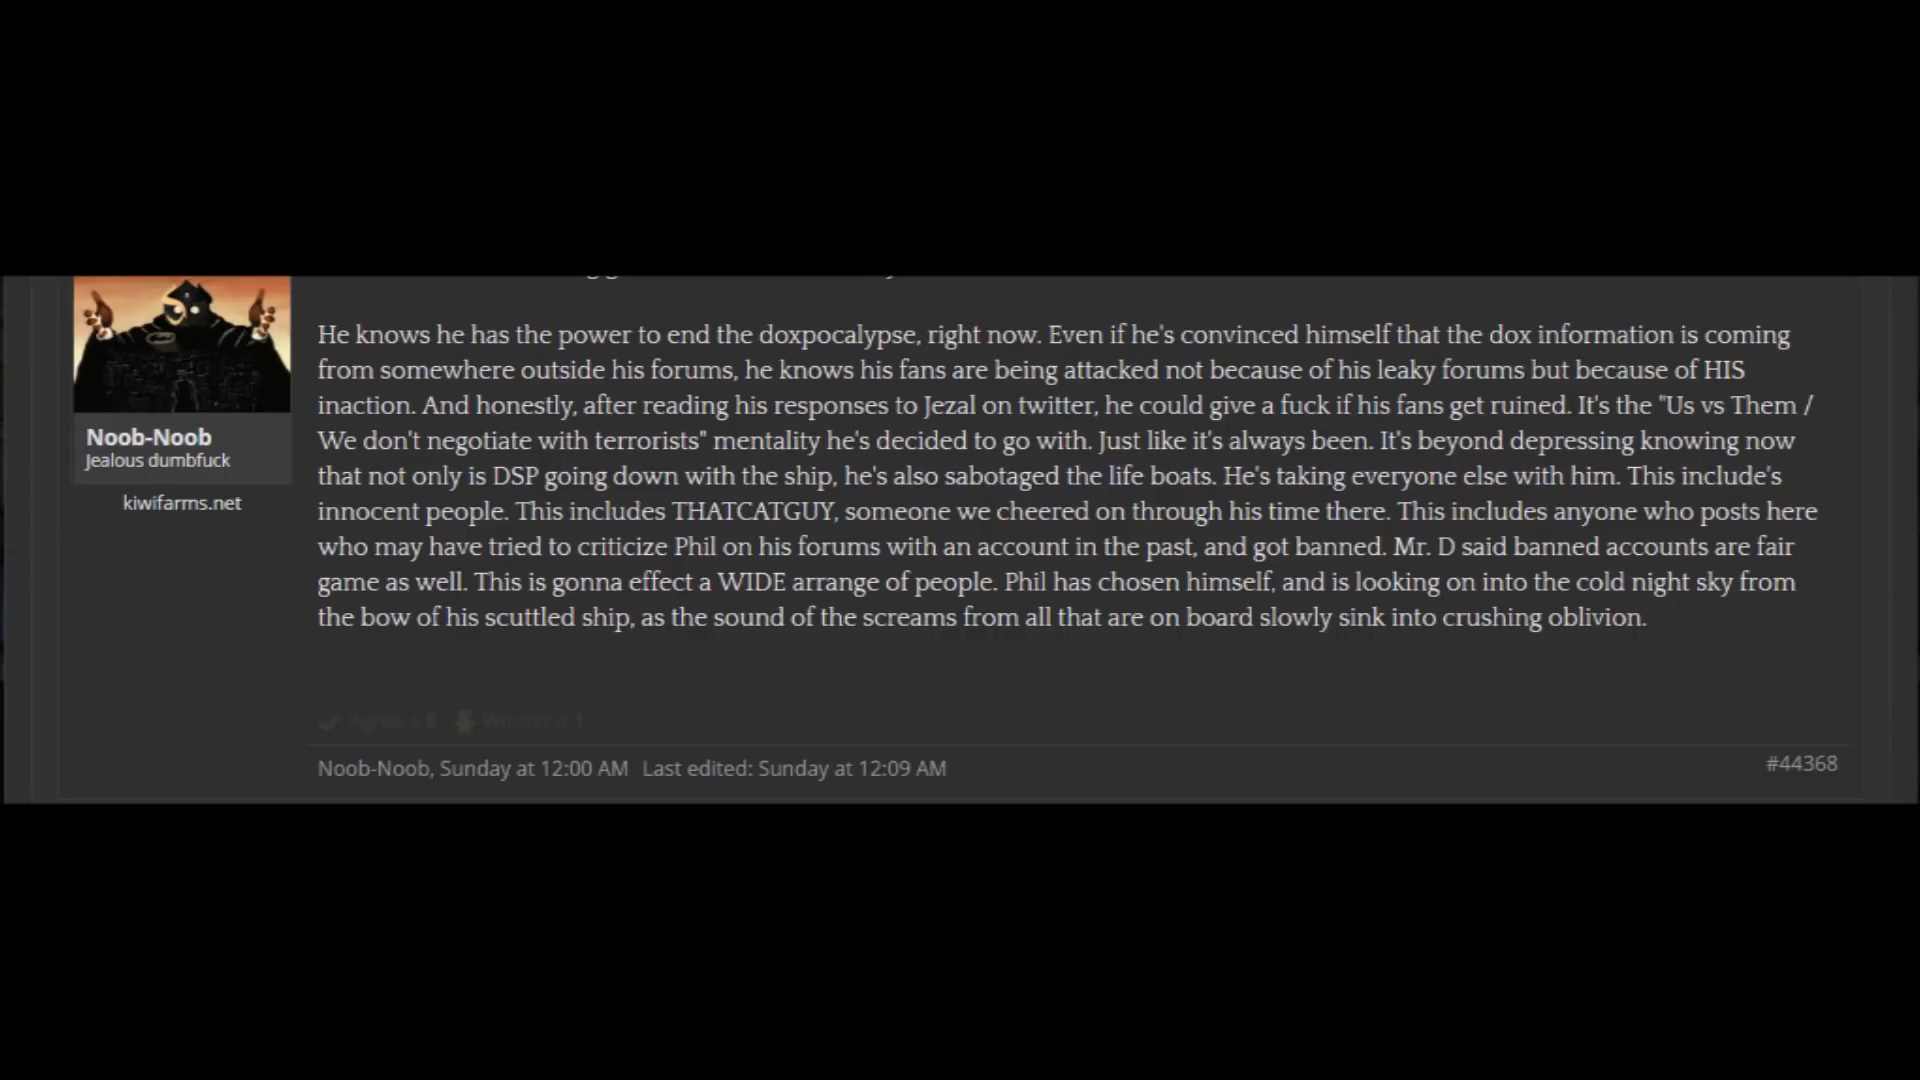 He knows he has the power to end the doxpocalypse, right now. Even if he's convinced himself that the dox information is coming
from somewhere outside his forums, he knows his fans are being attacked not because of his leaky forums but because of HIS
inaction. And honestly, after reading his responses to Jezal on twitter, he could give a fuck if his fans get ruined. It's the "Us vs Them /
We don't negotiate with terrorists" mentality he's decided to go with. Just like it's always been. It's beyond depressing knowing now
that not only is DSP going down with the ship, he's also sabotaged the life boats. He's taking everyone else with him. This include's
innocent people. This includes THATCATGUY, someone we cheered on through his time there. This includes anyone who posts here
who may have tried to criticize Phil on his forums with an account in the past, and got banned. Mr. D said banned accounts are fair
game as well. This is gonna effect a WIDE arrange of people. Phil has chosen himself, and is looking on into the cold night sky from
the bow of his scuttled ship, as the sound of the screams from all that are on board slowly sink into crushing oblivion.
Noob-Noob
Jealous dumbfuck
kiwifarms.net
Agree x 8 Winner x 1
Noob-Noob, Sunday at 12:00 AM Last edited: Sunday at 12:09 AM
#44368